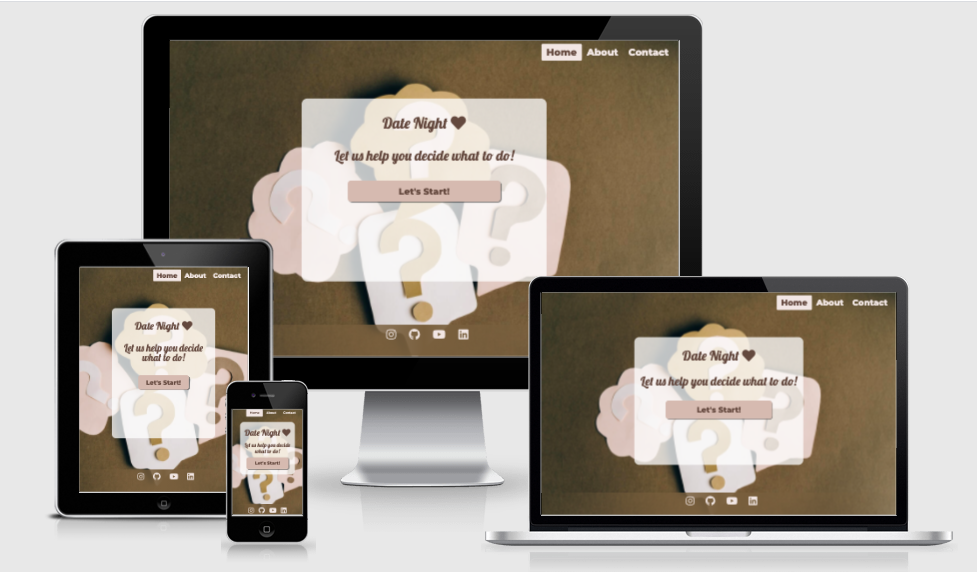 Home About Contact
Date Night
Let us help you decide what to do!
Let's Start!
?
?
?
?
Home About Contact
Date Night
Let us help you decide
what to do!
Let's Start!
?
?
?
?
Home About Contact
Date Night
Let us help you decide
what to do!
Let's Start!
?
Home About Contact
Date Night
Let us help you decide what to do!
Let's Start!
?
?
?
?